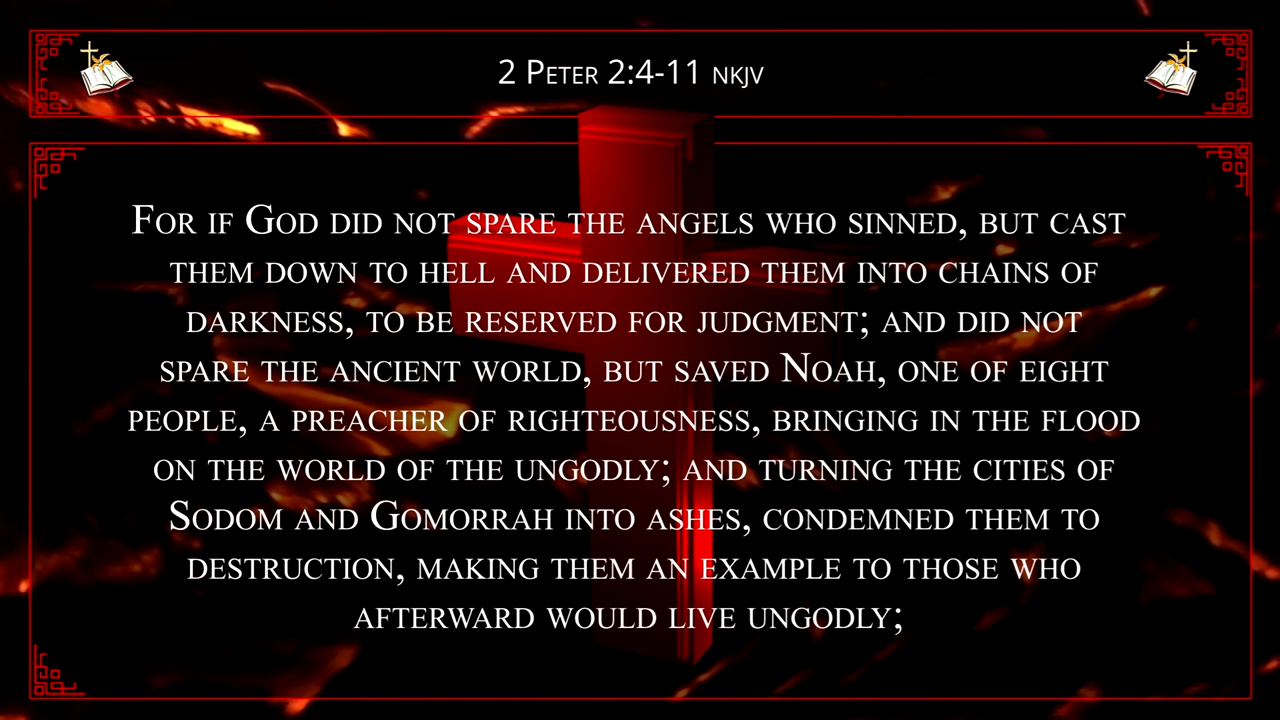 2 Peter 2:4-11 NKJV
For if God did not spare the angels who sinned, but cast
them down to hell and delivered them into chains of
darkness, to be reserved for judgment; and did not
spare the ancient world, but saved Noah, one of eight
people, a preacher of righteousness, bringing in the flood
on the world of the ungodly; and turning the cities of
Sodom and Gomorrah into ashes, condemned them to
destruction, making them an example to those who
afterward would live ungodly;